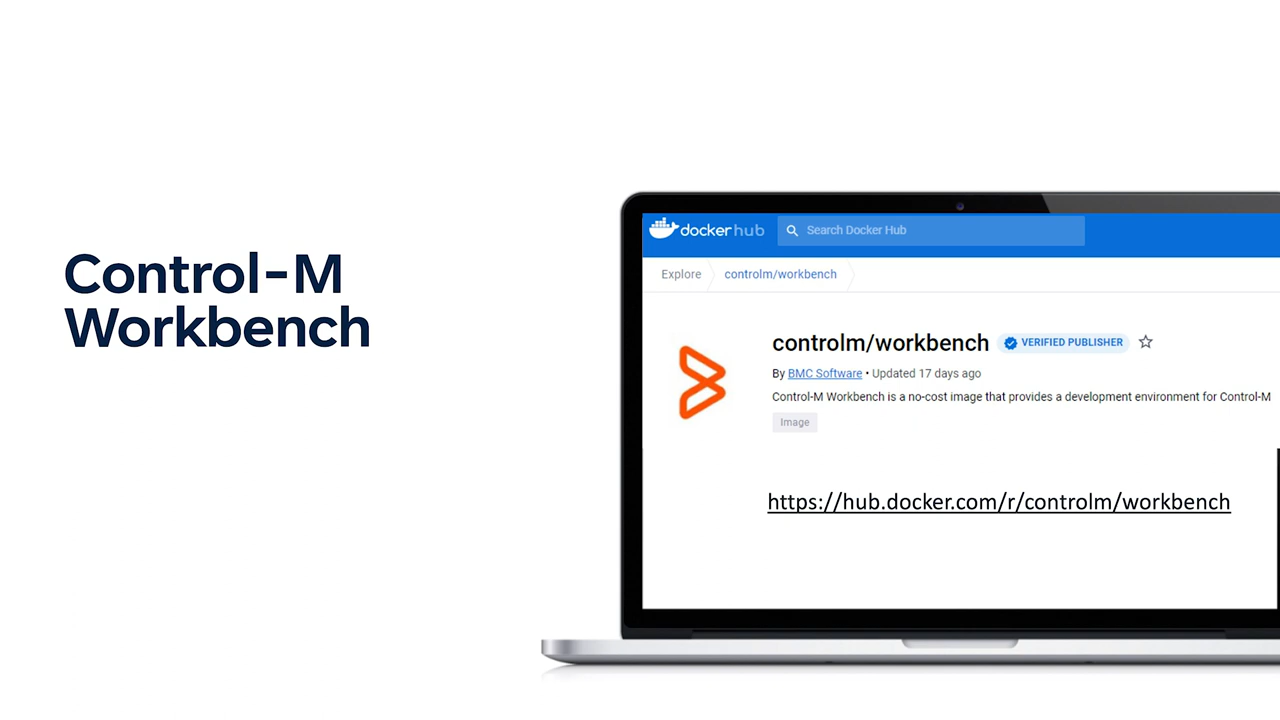 Control-M
Workbench
dockerhub
Search Docker Hub
Explore
controlm/workbench
controlm/workbench
VERIFIED PUBLISHER
By BMC Software • Updated 17 days ago
Control-M Workbench is a no-cost image that provides a development environment for Control-M
Image
https://hub.docker.com/r/controlm/workbench